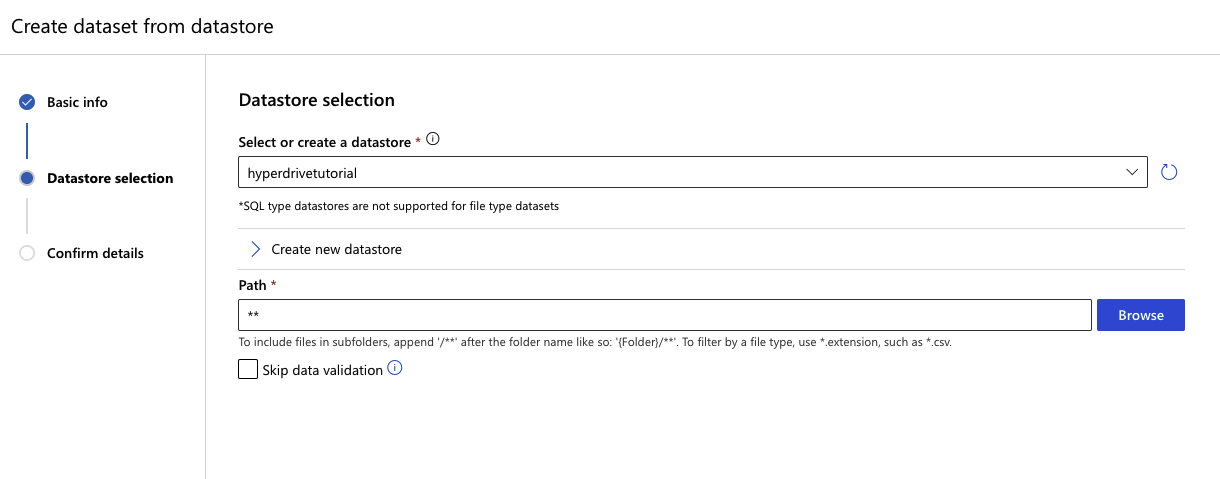 Create dataset from datastore
Basic info
Datastore selection
Confirm details
Datastore selection
Select or create a datastore *
hyperdrivetutorial
*SQL type datastores are not supported for file type datasets
Create new datastore
Path *
**
Browse
To include files in subfolders, append '/**' after the folder name like so: '{Folder}/**'. To filter by a file type, use *.extension, such as *.csv.
Skip data validation